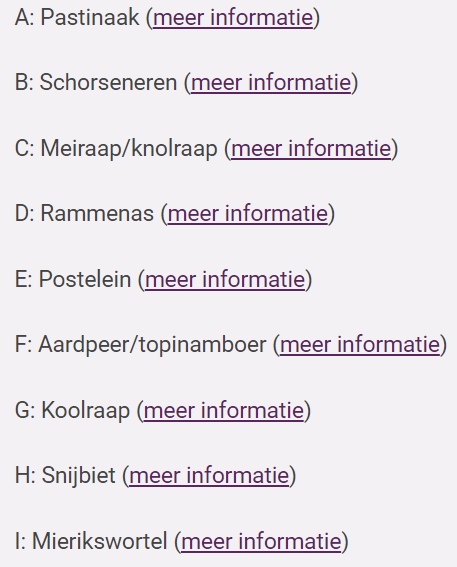 A: Pastinaak (meer informatie)
B: Schorseneren (meer informatie)
C: Meiraap/knolraap (meer informatie)
D: Rammenas (meer informatie)
E: Postelein (meer informatie)
F: Aardpeer/topinamboer (meer informatie)
G: Koolraap (meer informatie)
H: Snijbiet (meer informatie)
I: Mierikswortel (meer informatie)